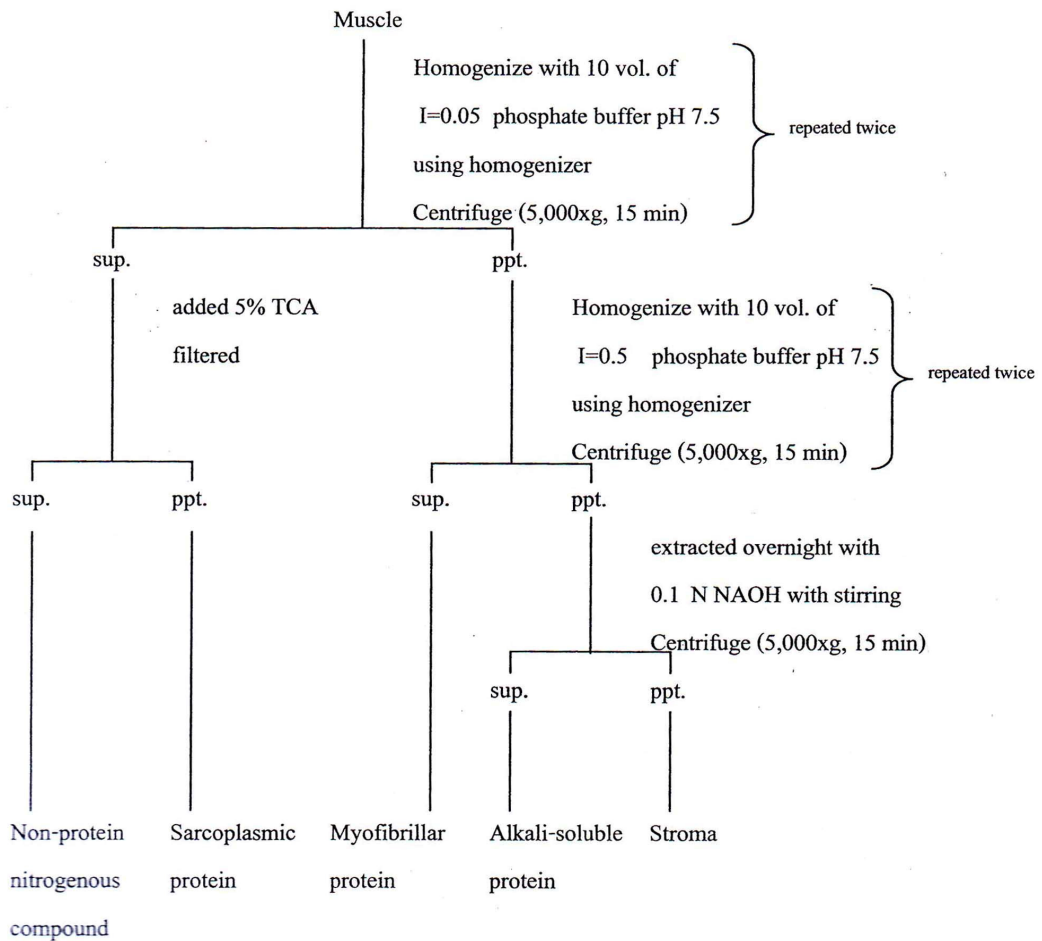 Muscle
Homogenize with 10 vol. of
I=0.05 phosphate buffer pH 7.5
using homogenizer
Centrifuge (5,000xg, 15 min)
repeated twice
sup.
ppt.
added 5% TCA
filtered
Homogenize with 10 vol. of
I=0.5 phosphate buffer pH 7.5
using homogenizer
Centrifuge (5,000xg, 15 min)
repeated twice
sup.
ppt.
sup.
ppt.
extracted overnight with
0.1 N NAOH with stirring
Centrifuge (5,000xg, 15 min)
sup.
ppt.
Non-protein
nitrogenous
compound
Sarcoplasmic
protein
Myofibrillar
protein
Alkali-soluble
protein
Stroma